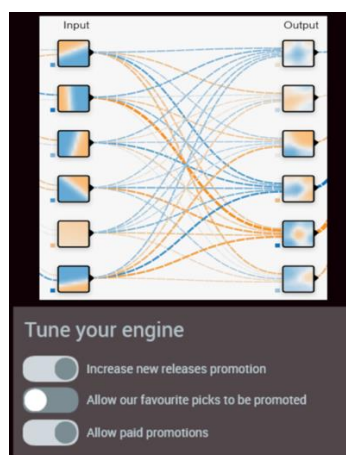 Input Output
Tune your engine
Increase new releases promotion
Allow our favourite picks to be promoted
Allow paid promotions